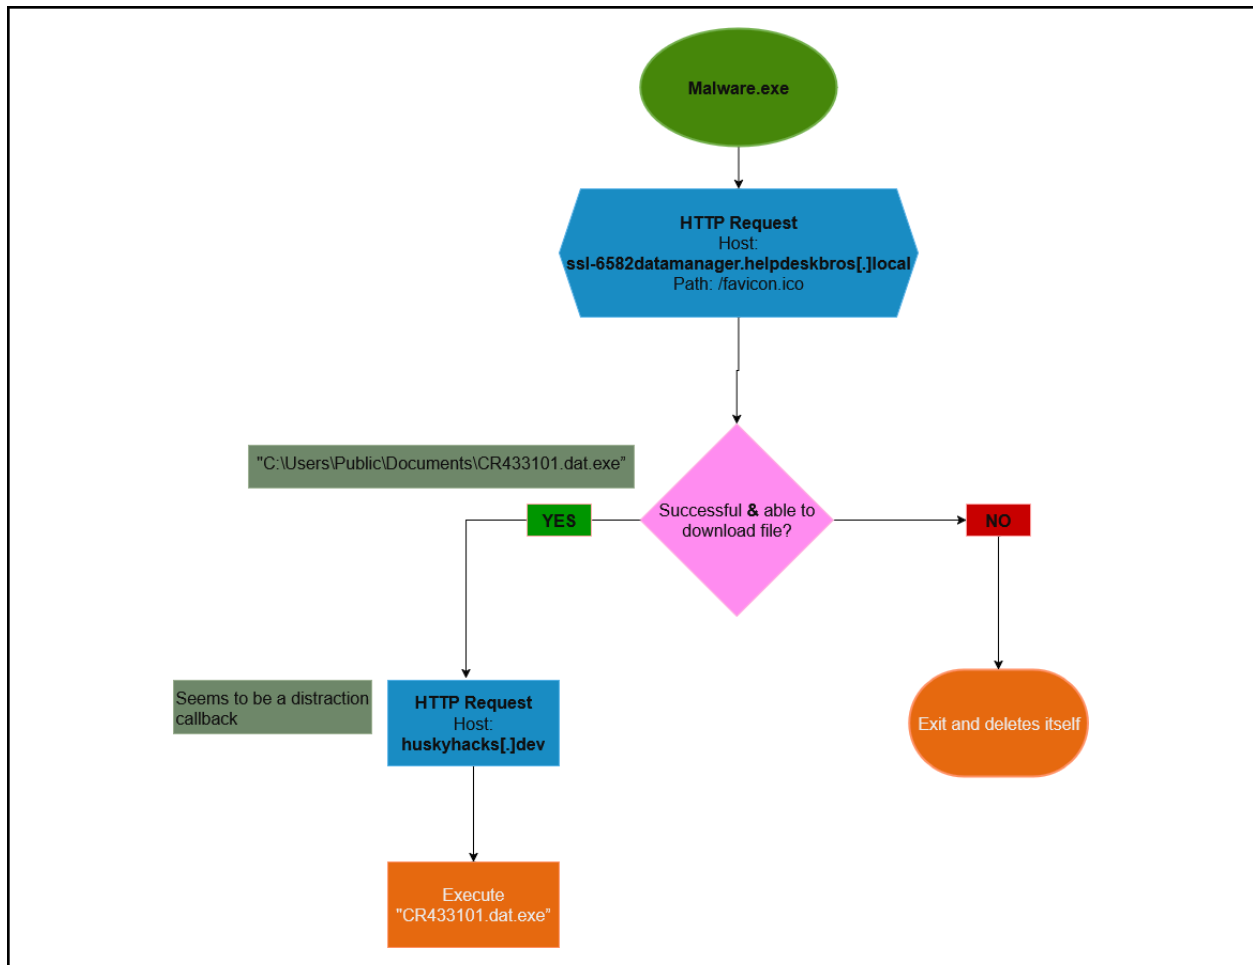 Malware.exe
HTTP Request
Host:
ssl-6582datamanager.helpdeskbros[.]local
Path: /favicon.ico
"C:\Users\Public\Documents\CR433101.dat.exe”
Successful & able to
download file?
YES
NO
Seems to be a distraction
callback
HTTP Request
Host:
huskyhacks[.]dev
Exit and deletes itself
Execute
"CR433101.dat.exe”